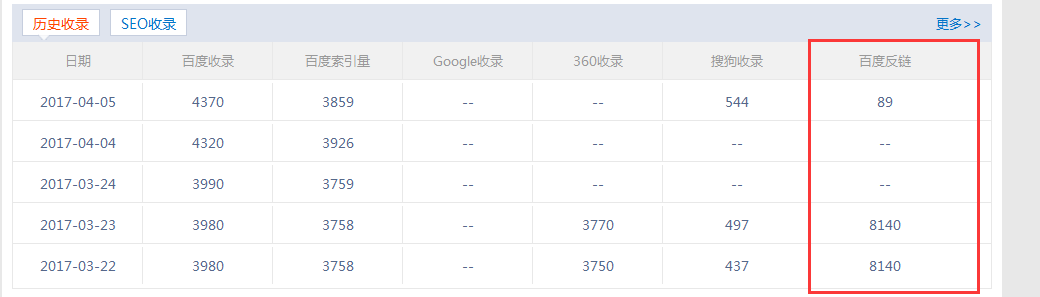 历史收录 SEO收录 更多>>
日期 百度收录 百度索引量 Google收录 360收录 搜狗收录 百度反链
2017-04-05 4370 3859 -- -- 544 89
2017-04-04 4320 3926 -- -- -- --
2017-03-24 3990 3759 -- -- -- --
2017-03-23 3980 3758 -- 3770 497 8140
2017-03-22 3980 3758 -- 3750 437 8140